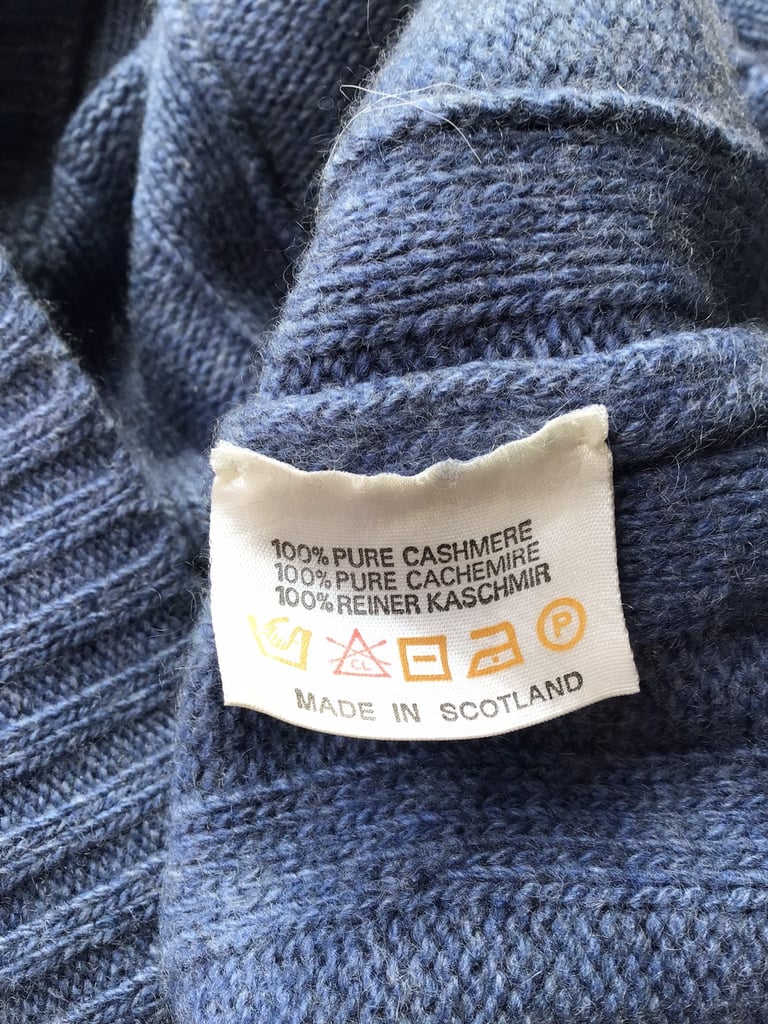 100% PURE CASHMERE
100% PURE CACHEMIRE
100% REINER KASCHMIR
CL P
MADE IN SCOTLAND